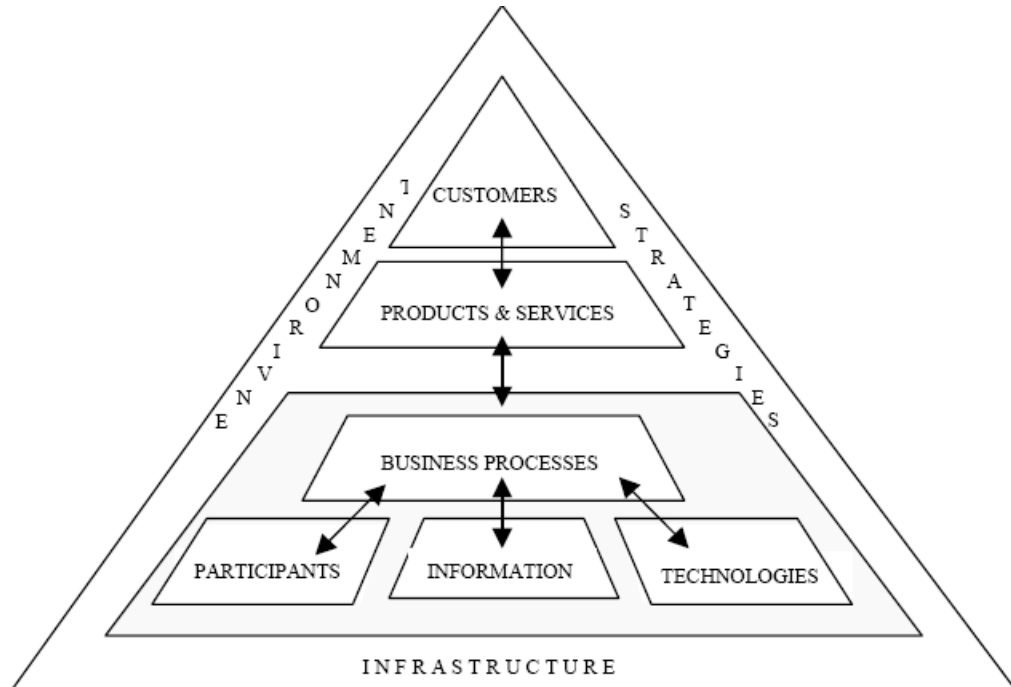 ENVIRONMENT
STRATEGIES
CUSTOMERS
PRODUCTS & SERVICES
BUSINESS PROCESSES
PARTICIPANTS
INFORMATION
TECHNOLOGIES
INFRASTRUCTURE